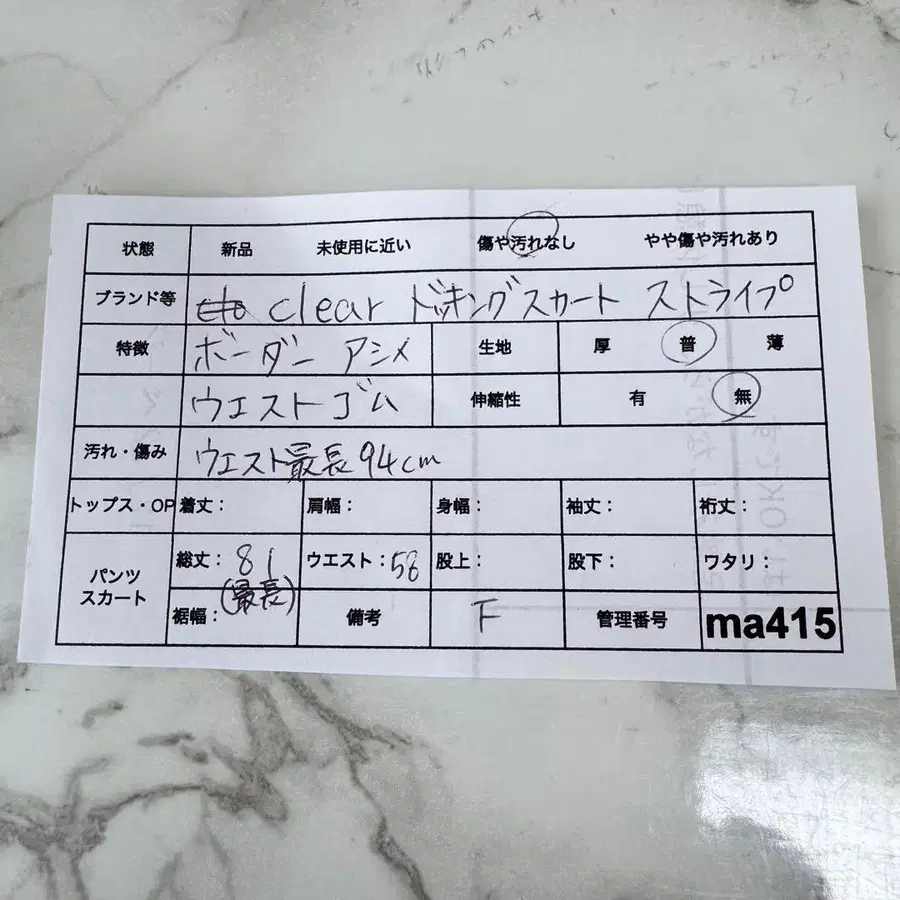 状態 新品 未使用に近い 傷や汚れなし やや傷や汚れあり
ブランド等 clear ドッキングスカート ストライプ
特徴 ボーダー アシメ 生地 厚 普 薄
ウエストゴム 伸縮性 有 無
汚れ・傷み ウエスト最長94cm
トップス・OP 着丈: 肩幅: 身幅: 袖丈: 裄丈:
パンツ スカート 総丈: 81 (最長) ウエスト: 58 股上: 股下: ワタリ:
裾幅: 備考 F 管理番号 ma415